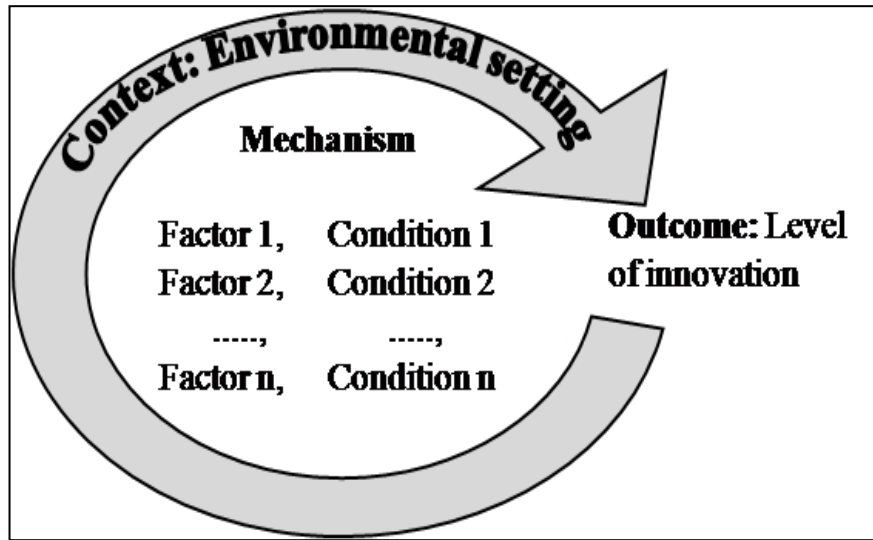 Context: Environmental setting
Mechanism
Factor 1, Condition 1
Factor 2, Condition 2
-----, -----,
Factor n, Condition n
Outcome: Level
of innovation